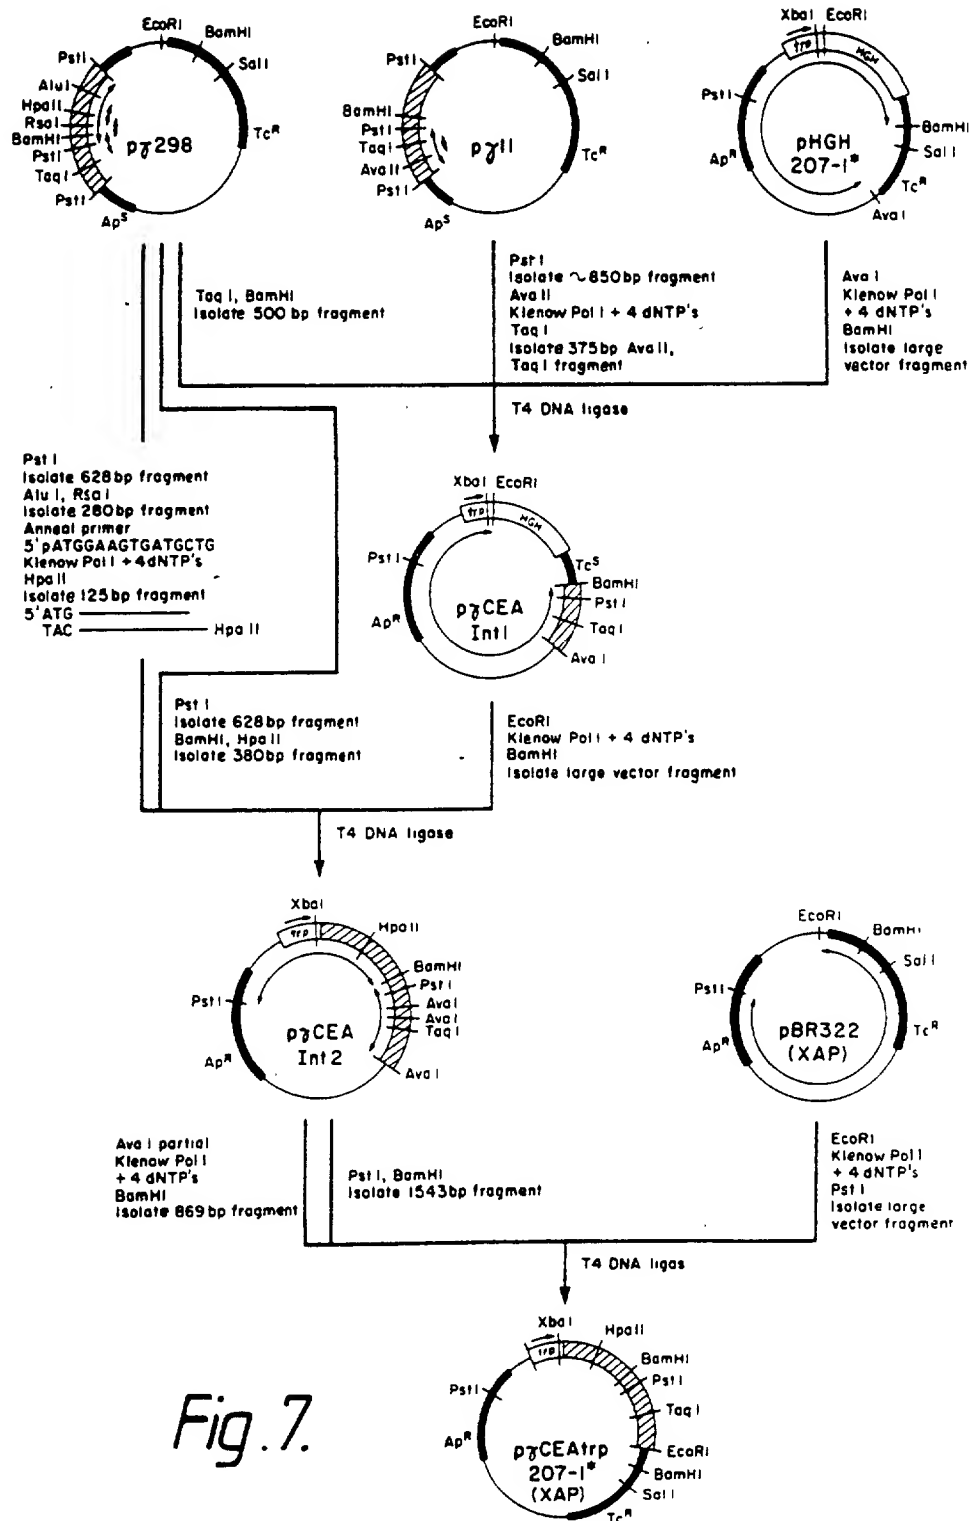 EcoRI
BamHI
SalI
TcR
PstI
AluI
HpaII
RsaI
BamHI
PstI
TaqI
PstI
ApS
pγ298
EcoRI
BamHI
SalI
TcR
PstI
BamHI
PstI
TaqI
AvaII
PstI
ApS
pγ11
XbaI
EcoRI
trp
HGH
PstI
ApR
BamHI
SalI
TcR
AvaI
pHGH
207-1*
TaqI, BamHI
Isolate 500 bp fragment
PstI
Isolate ~850bp fragment
AvaII
Klenow PolI + 4 dNTP's
TaqI
Isolate 375bp AvaII,
TaqI fragment
AvaI
Klenow PolI
+ 4 dNTP's
BamHI
Isolate large
vector fragment
T4 DNA ligase
PstI
Isolate 628bp fragment
AluI, RsaI
Isolate 280bp fragment
Anneal primer
5'pATGGAAGTGATGCTG
Klenow PolI + 4dNTP's
HpaII
Isolate 125bp fragment
5'ATG
TAC HpaII
XbaI
EcoRI
trp
HGH
PstI
ApR
TcS
BamHI
PstI
TaqI
AvaI
pγCEA
Int1
PstI
Isolate 628bp fragment
BamHI, HpaII
Isolate 380bp fragment
EcoRI
Klenow PolI + 4 dNTP's
BamHI
Isolate large vector fragment
T4 DNA ligase
XbaI
trp
HpaII
BamHI
PstI
AvaI
AvaI
TaqI
AvaI
PstI
ApR
pγCEA
Int2
EcoRI
BamHI
SalI
TcR
PstI
ApR
pBR322
(XAP)
AvaI partial
Klenow PolI
+ 4 dNTP's
BamHI
Isolate 869bp fragment
PstI, BamHI
Isolate 1543bp fragment
EcoRI
Klenow PolI
+ 4 dNTP's
PstI
Isolate large
vector fragment
T4 DNA ligas
XbaI
trp
HpaII
BamHI
PstI
TaqI
EcoRI
BamHI
SalI
TcR
PstI
ApR
pγCEAtrp
207-1*
(XAP)
Fig. 7.